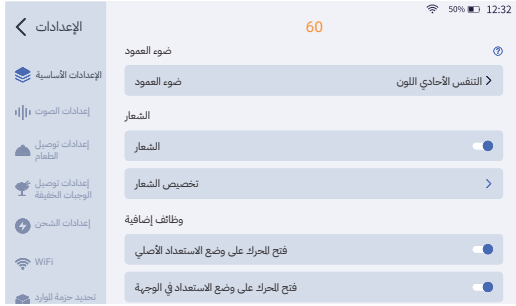 50% 12:32
الإعدادات
60
الإعدادات الأساسية
إعدادات الصوت
إعدادات توصيل
الطعام
إعدادات توصيل
الوجبات الخفيفة
إعدادات الشحن
WiFi
تحديد حزمة الموارد
ضوء العمود
ضوء العمود
التنفس الأحادي اللون
الشعار
الشعار
تخصيص الشعار
وظائف إضافية
فتح المحرك على وضع الاستعداد الأصلي
فتح المحرك على وضع الاستعداد في الوجهة